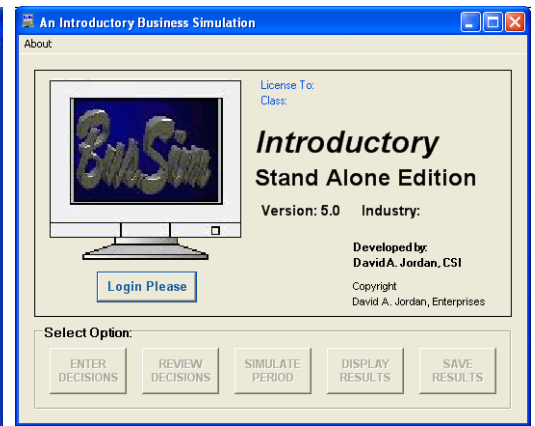 An Introductory Business Simulation
About
License To:
Class:
BusSim
Introductory
Stand Alone Edition
Version: 5.0 Industry:
Developed by:
David A. Jordan, CSI
Login Please
Copyright
David A. Jordan, Enterprises
Select Option:
ENTER
DECISIONS
REVIEW
DECISIONS
SIMULATE
PERIOD
DISPLAY
RESULTS
SAVE
RESULTS